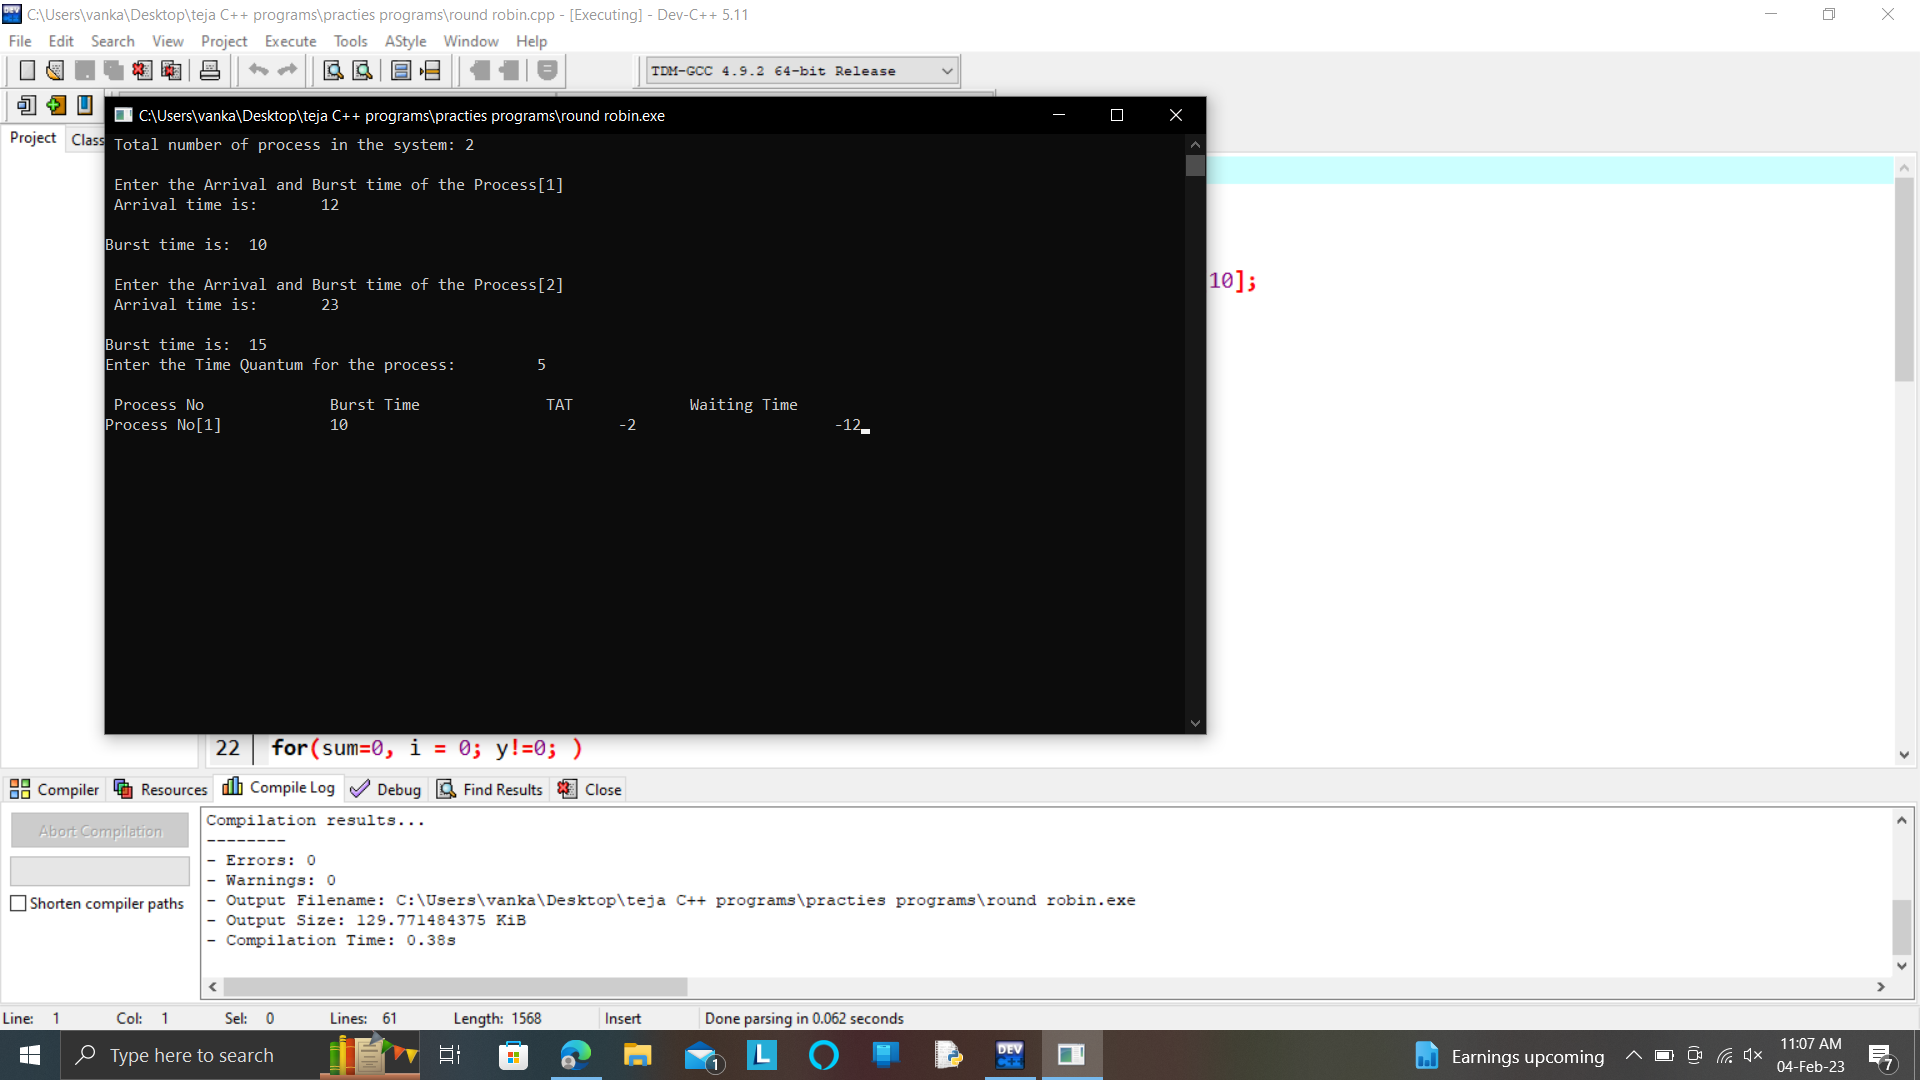 C:\Users\vanka\Desktop\teja C++ programs\practies programs\round robin.cpp - [Executing] - Dev-C++ 5.11
File Edit Search View Project Execute Tools AStyle Window Help
TDM-GCC 4.9.2 64-bit Release
C:\Users\vanka\Desktop\teja C++ programs\practies programs\round robin.exe
Project Class
Total number of process in the system: 2
Enter the Arrival and Burst time of the Process[1]
Arrival time is: 12
Burst time is: 10
Enter the Arrival and Burst time of the Process[2]
10];
Arrival time is: 23
Burst time is: 15
Enter the Time Quantum for the process: 5
Process No Burst Time TAT Waiting Time
Process No[1] 10 -2 -12
22 for(sum=0, i = 0; y!=0; )
Compiler Resources Compile Log Debug Find Results Close
Abort Compilation
Shorten compiler paths
Compilation results...
--------
- Errors: 0
- Warnings: 0
- Output Filename: C:\Users\vanka\Desktop\teja C++ programs\practies programs\round robin.exe
- Output Size: 129.771484375 KiB
- Compilation Time: 0.38s
Line: 1 Col: 1 Sel: 0 Lines: 61 Length: 1568 Insert Done parsing in 0.062 seconds
Type here to search
1
L
DEV C++
Earnings upcoming
11:07 AM
04-Feb-23
7